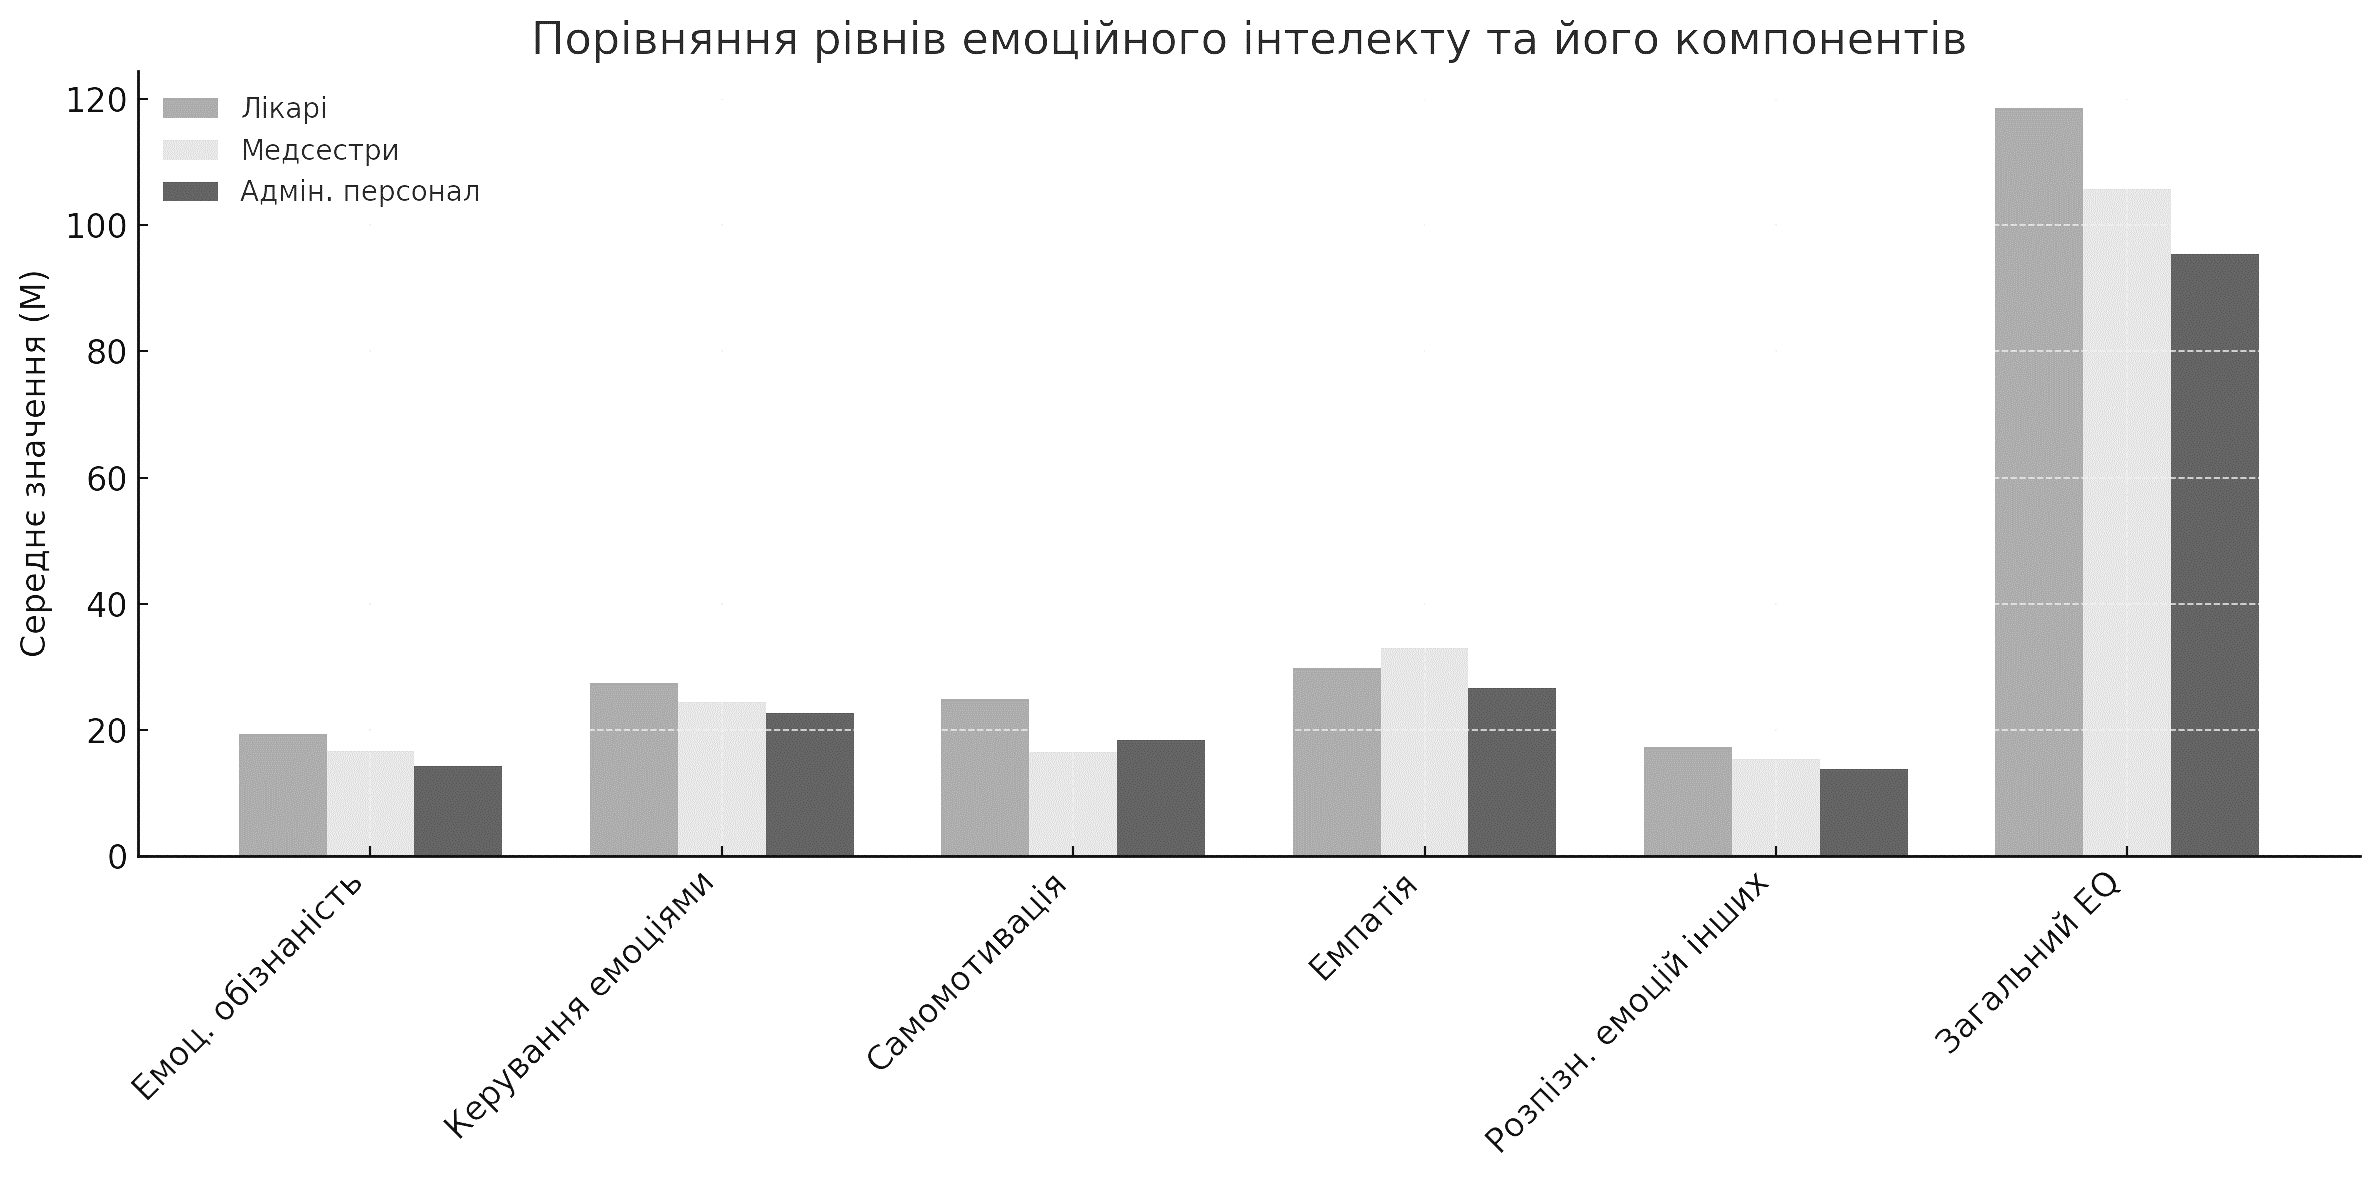 Порівняння рівнів емоційного інтелекту та його компонентів
Лікарі
Медсестри
Адмін. персонал
Середнє значення (M)
120
100
80
60
40
20
0
Емоц. обізнаність
Керування емоціями
Самомотивація
Емпатія
Розпізн. емоцій інших
Загальний EQ